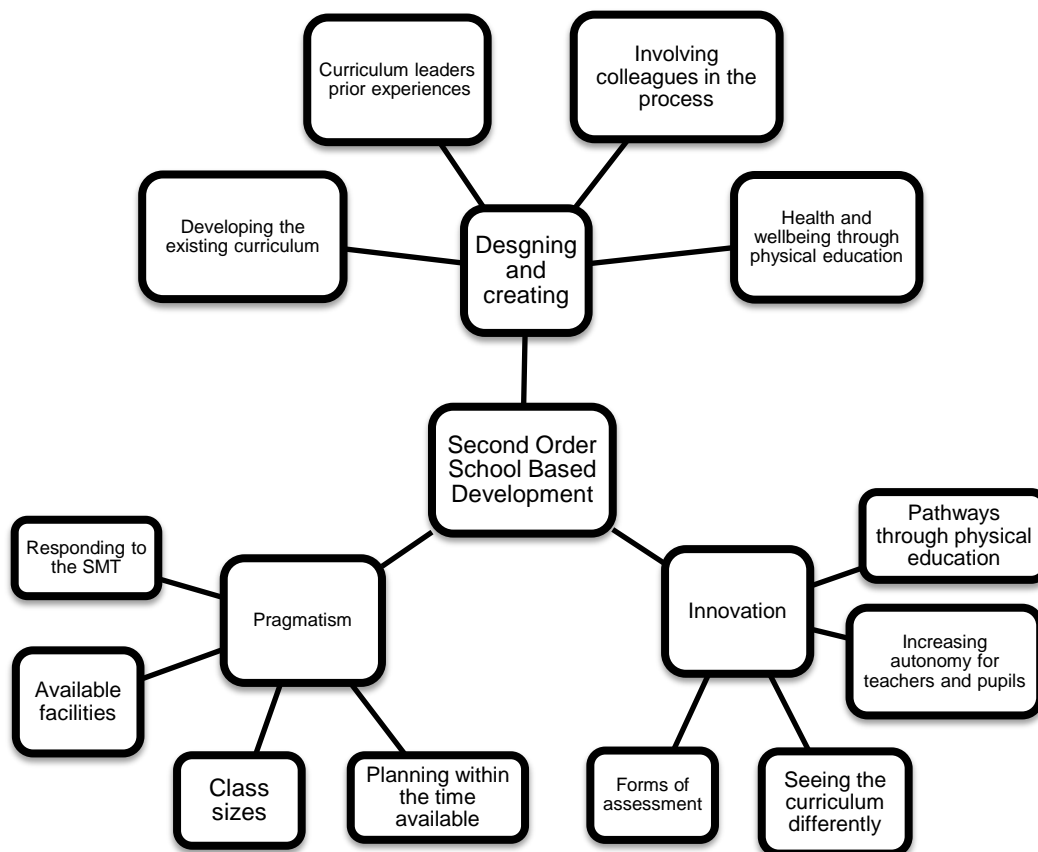 Curriculum leaders
prior experiences
Involving
colleagues in the
process
Developing the
existing curriculum
Desgning
and
creating
Health and
wellbeing through
physical education
Second Order
School Based
Development
Responding to
the SMT
Pragmatism
Innovation
Pathways
through physical
education
Available
facilities
Increasing
autonomy for
teachers and pupils
Class
sizes
Planning within
the time
available
Forms of
assessment
Seeing the
curriculum
differently